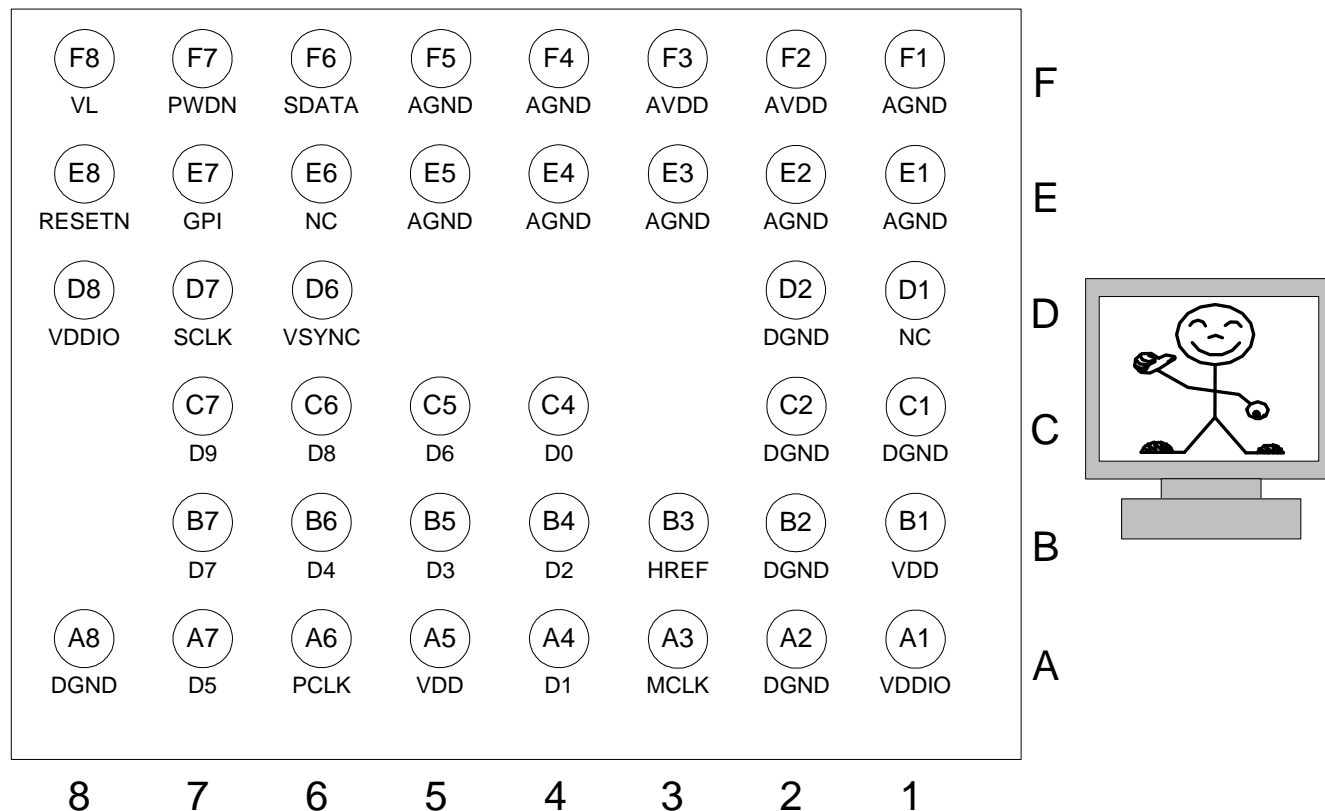 F8 F7 F6 F5 F4 F3 F2 F1
F
VL PWDN SDATA AGND AGND AVDD AVDD AGND
E8 E7 E6 E5 E4 E3 E2 E1
E
RESETN GPI NC AGND AGND AGND AGND AGND
D8 D7 D6 D2 D1
D
VDDIO SCLK VSYNC DGND NC
C7 C6 C5 C4 C2 C1
C
D9 D8 D6 D0 DGND DGND
B7 B6 B5 B4 B3 B2 B1
B
D7 D4 D3 D2 HREF DGND VDD
A8 A7 A6 A5 A4 A3 A2 A1
A
DGND D5 PCLK VDD D1 MCLK DGND VDDIO
8 7 6 5 4 3 2 1